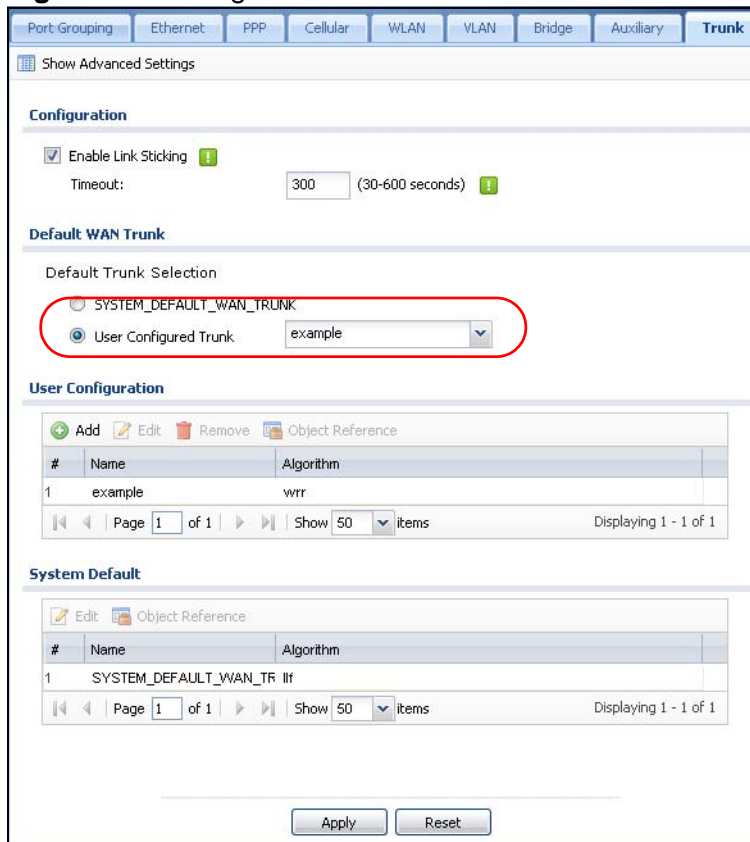 Port Grouping Ethernet PPP Cellular WLAN VLAN Bridge Auxiliary Trunk
Show Advanced Settings
Configuration
Enable Link Sticking
Timeout: 300 (30-600 seconds)
Default WAN Trunk
Default Trunk Selection
SYSTEM_DEFAULT_WAN_TRUNK
User Configured Trunk example
User Configuration
Add Edit Remove Object Reference
# Name Algorithm
1 example wrr
Page 1 of 1 Show 50 items Displaying 1 - 1 of 1
System Default
Edit Object Reference
# Name Algorithm
1 SYSTEM_DEFAULT_WAN_TR llf
Page 1 of 1 Show 50 items Displaying 1 - 1 of 1
Apply Reset